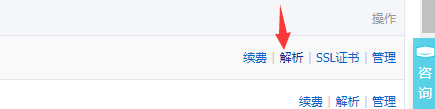 操作
续费 | 解析 | SSL证书 | 管理
续费 | 解析 | 管理
咨
询